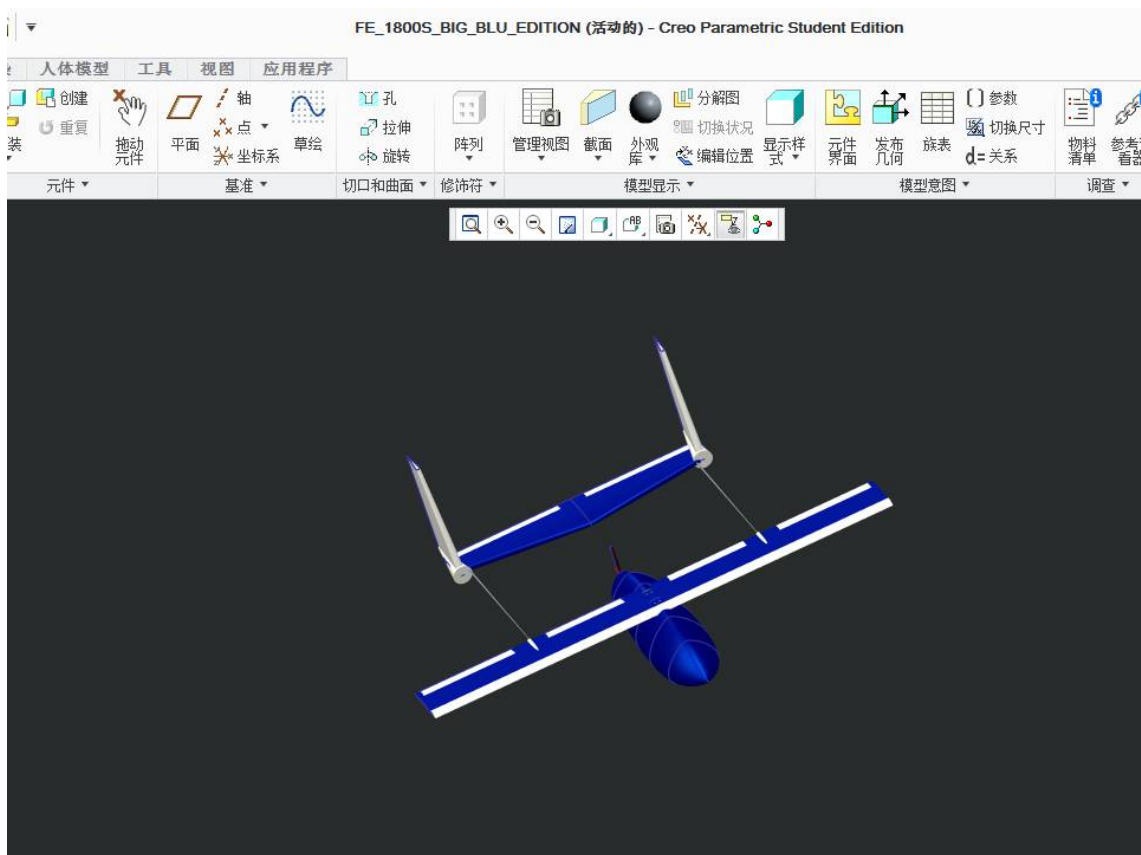 FE_1800S_BIG_BLU_EDITION (活动的) - Creo Parametric Student Edition
人体模型 工具 视图 应用程序
创建
重复
装
拖动
元件
平面
轴
点
坐标系
草绘
孔
拉伸
旋转
阵列
管理视图
截面
外观
库
分解图
切换状况
编辑位置
显示样
式
元件
界面
发布
几何
族表
[ ] 参数
切换尺寸
d= 关系
物料
清单
参考
看器
元件 基准 切口和曲面 修饰符 模型显示 模型意图 调查